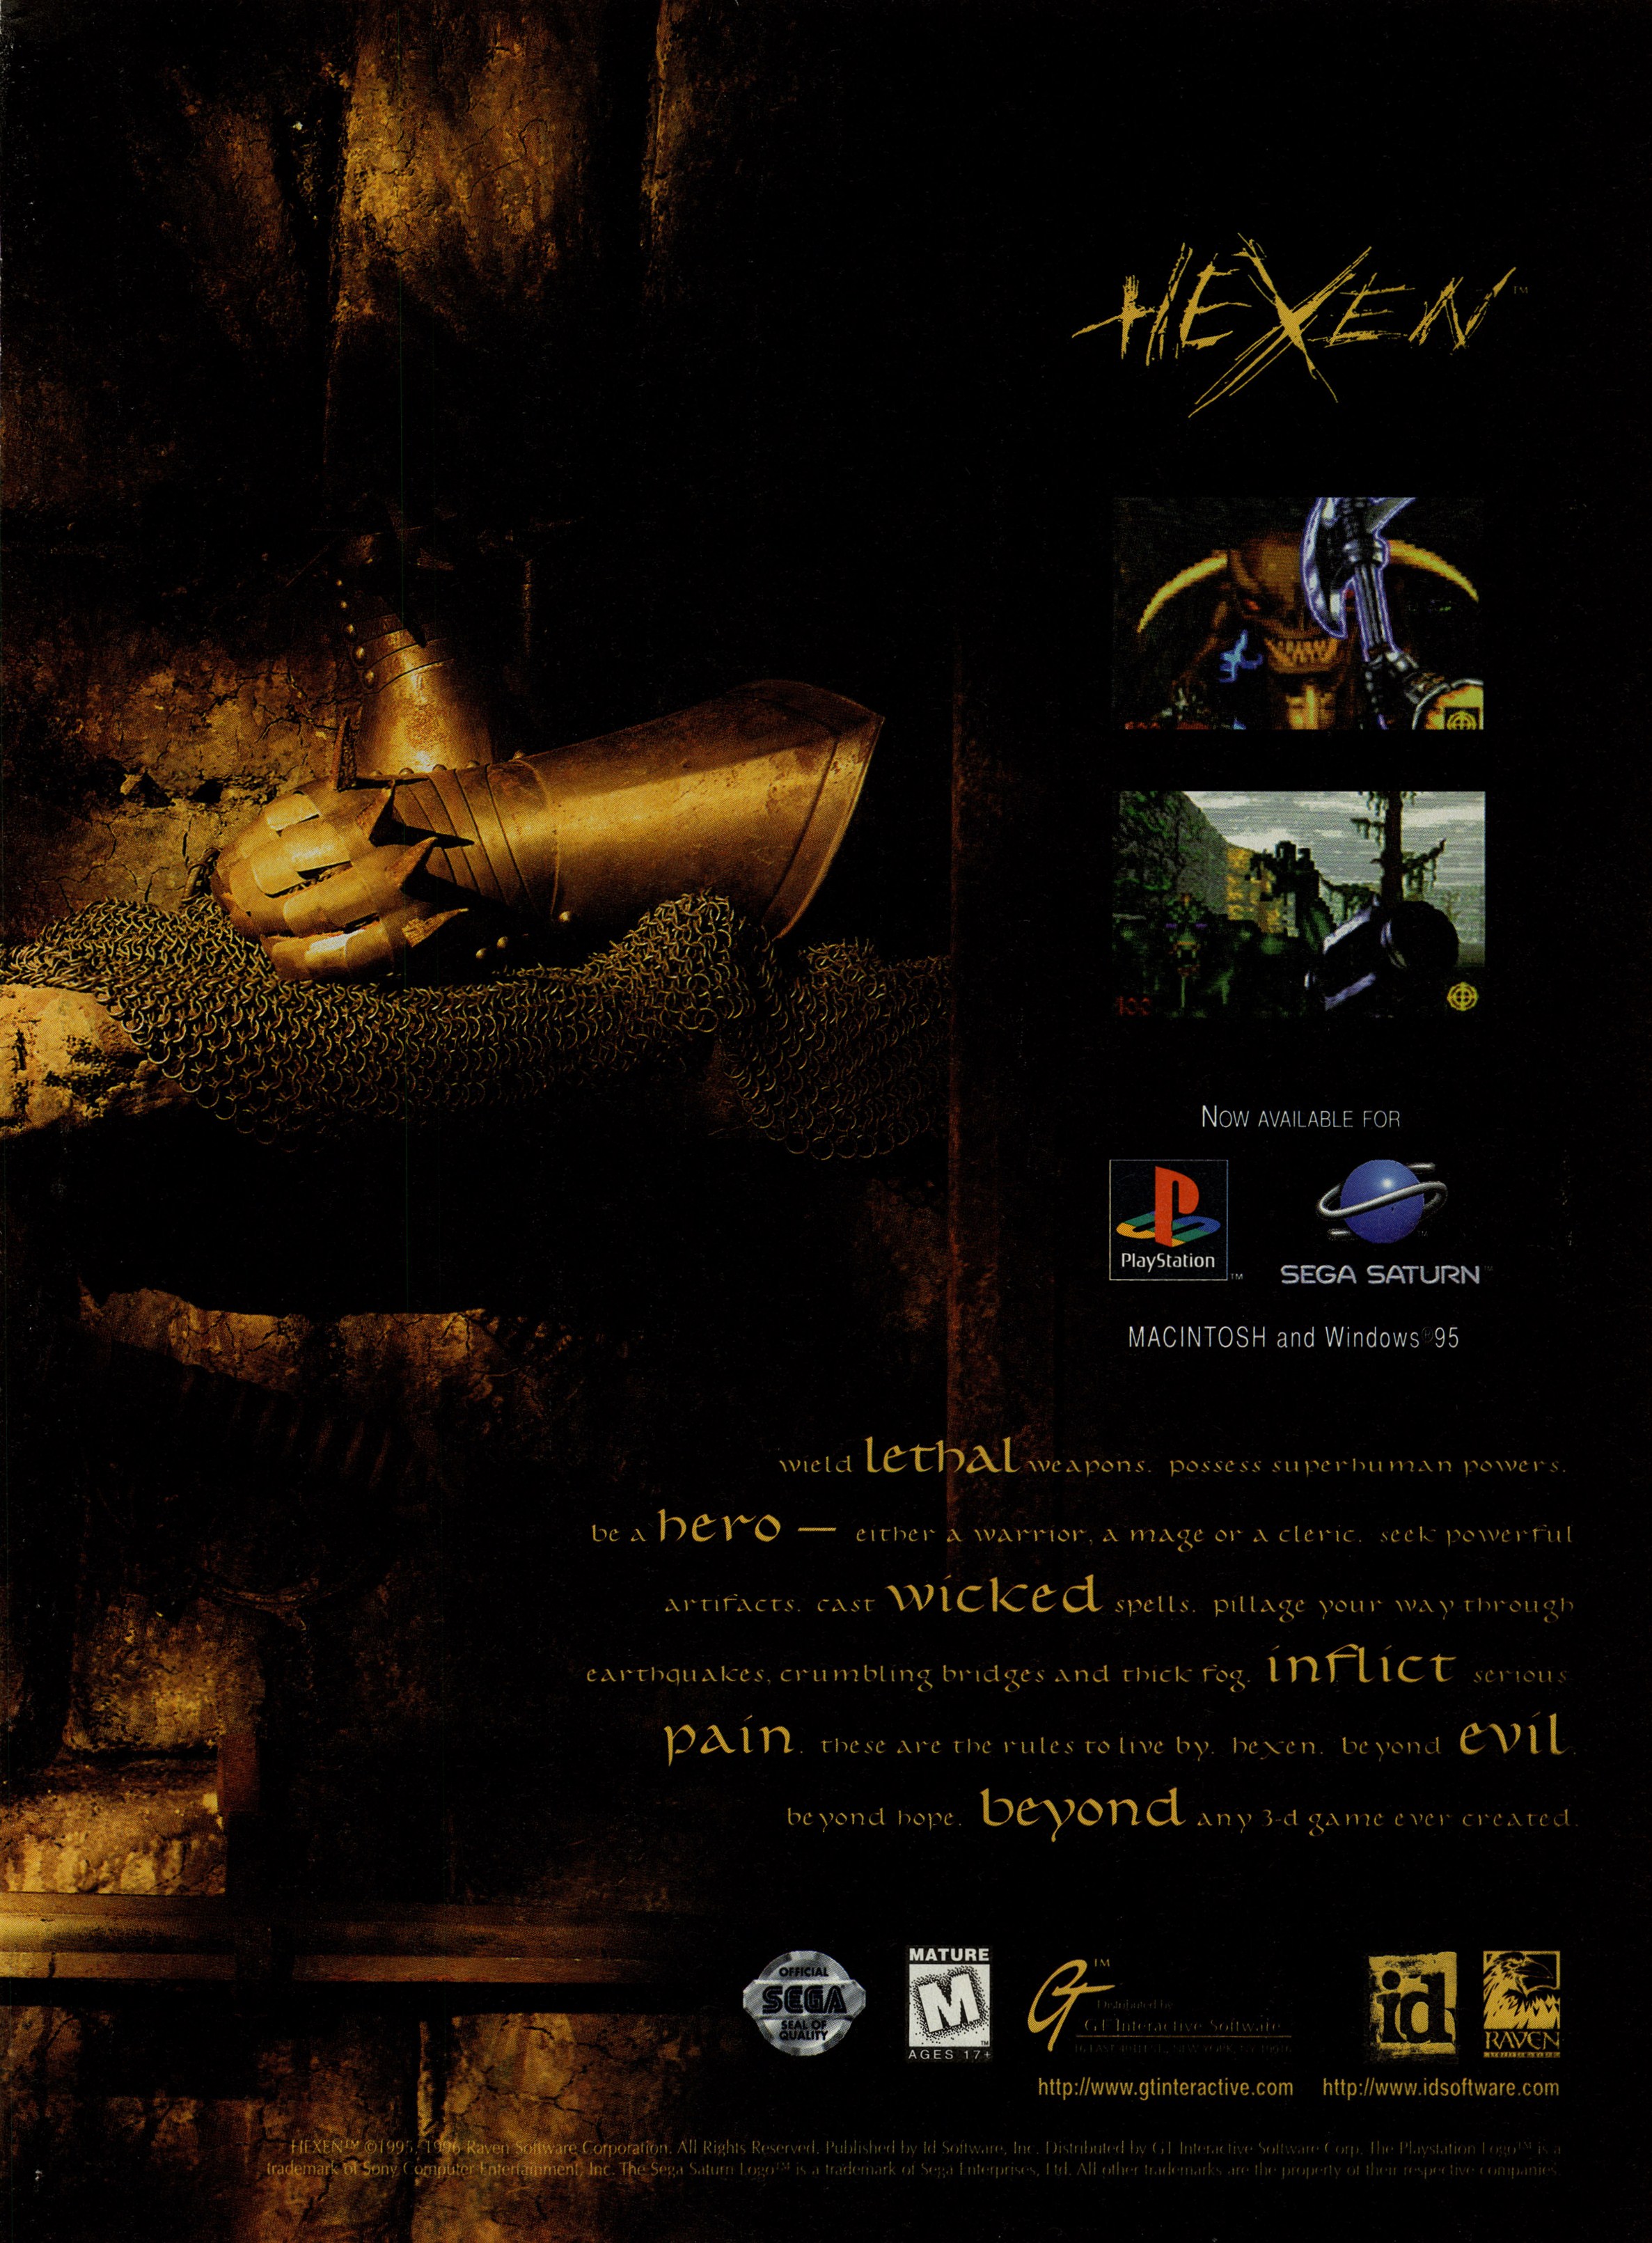 HEXEN™
100
NOW AVAILABLE FOR
PlayStation™
SEGA SATURN™
MACINTOSH and Windows®95
wield lethal weapons. possess superhuman powers.
be a hero — either a warrior, a mage or a cleric. seek powerful
artifacts. cast wicked spells. pillage your way through
earthquakes, crumbling bridges and thick fog. inflict serious
pain. these are the rules to live by. hexen. beyond evil.
beyond hope. beyond any 3-d game ever created.
OFFICIAL
SEGA
SEAL OF
QUALITY
MATURE
M™
AGES 17+
GT™
Distributed by
GT Interactive Software
id
RAVEN
http://www.gtinteractive.com http://www.idsoftware.com
HEXEN™ ©1995, 1996 Raven Software Corporation. All Rights Reserved. Published by Id Software, Inc. Distributed by GT Interactive Software Corp. The Playstation Logo™ is a
trademark of Sony Computer Entertainment, Inc. The Sega Saturn Logo™ is a trademark of Sega Enterprises, Ltd. All other trademarks are the property of their respective companies.